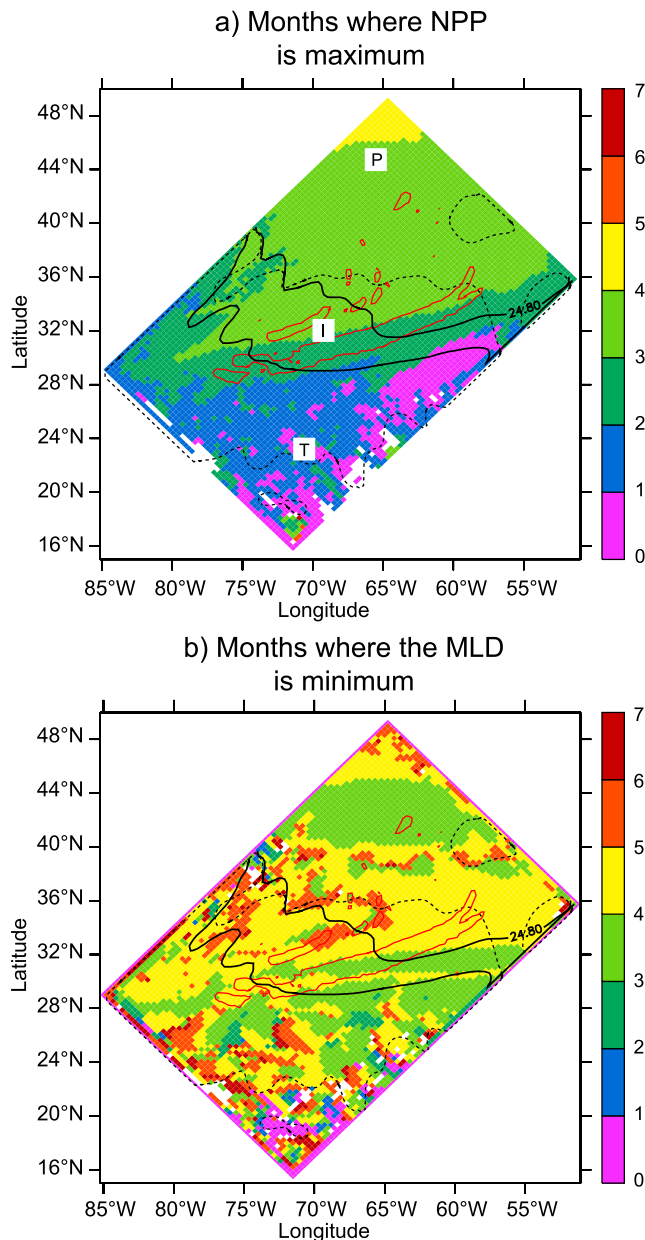 a) Months where NPP
is maximum
48°N
44°N
40°N
36°N
32°N
28°N
24°N
20°N
16°N
Latitude
P
I
T
24.80
85°W 80°W 75°W 70°W 65°W 60°W 55°W
Longitude
7
6
5
4
3
2
1
0
b) Months where the MLD
is minimum
48°N
44°N
40°N
36°N
32°N
28°N
24°N
20°N
16°N
Latitude
24.80
85°W 80°W 75°W 70°W 65°W 60°W 55°W
Longitude
7
6
5
4
3
2
1
0